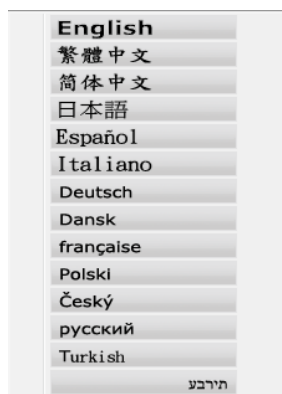 English
繁體中文
简体中文
日本語
Español
Italiano
Deutsch
Dansk
française
Polski
Český
русский
Turkish
תירבע